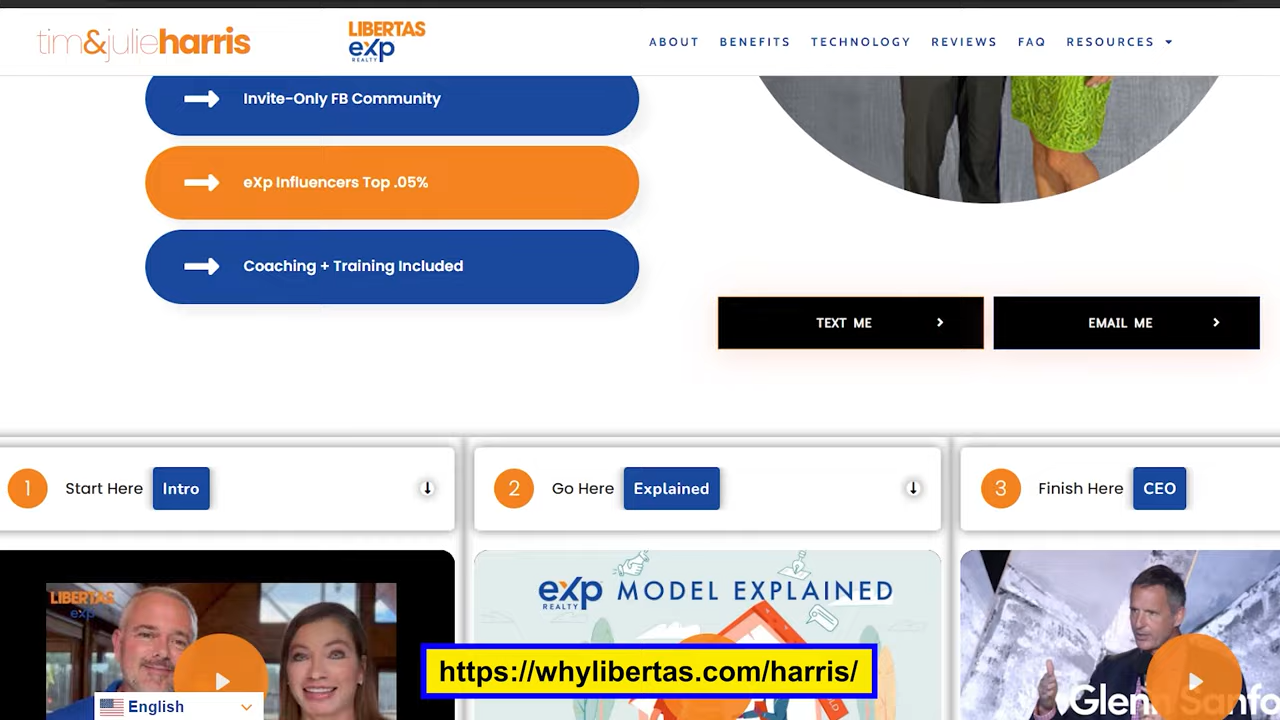 tim&julieharris
LIBERTAS
eXp
REALTY
ABOUT BENEFITS TECHNOLOGY REVIEWS FAQ RESOURCES
Invite-Only FB Community
eXp Influencers Top .05%
Coaching + Training Included
TEXT ME
EMAIL ME
1 Start Here Intro
2 Go Here Explained
3 Finish Here CEO
LIBERTAS
eXp
eXp REALTY MODEL EXPLAINED
Glenn Sanfo
https://whylibertas.com/harris/
English